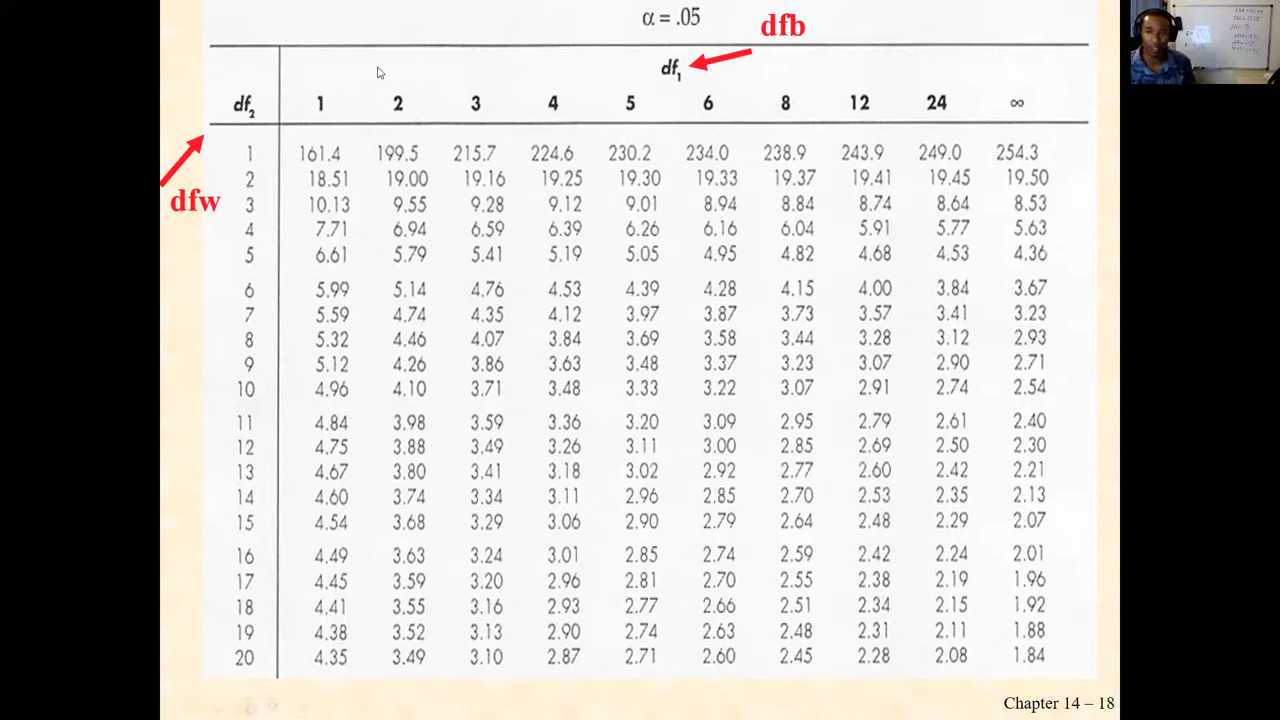 α = .05
dfb
df1
df2 1 2 3 4 5 6 8 12 24 ∞
dfw
1 161.4 199.5 215.7 224.6 230.2 234.0 238.9 243.9 249.0 254.3
2 18.51 19.00 19.16 19.25 19.30 19.33 19.37 19.41 19.45 19.50
3 10.13 9.55 9.28 9.12 9.01 8.94 8.84 8.74 8.64 8.53
4 7.71 6.94 6.59 6.39 6.26 6.16 6.04 5.91 5.77 5.63
5 6.61 5.79 5.41 5.19 5.05 4.95 4.82 4.68 4.53 4.36
6 5.99 5.14 4.76 4.53 4.39 4.28 4.15 4.00 3.84 3.67
7 5.59 4.74 4.35 4.12 3.97 3.87 3.73 3.57 3.41 3.23
8 5.32 4.46 4.07 3.84 3.69 3.58 3.44 3.28 3.12 2.93
9 5.12 4.26 3.86 3.63 3.48 3.37 3.23 3.07 2.90 2.71
10 4.96 4.10 3.71 3.48 3.33 3.22 3.07 2.91 2.74 2.54
11 4.84 3.98 3.59 3.36 3.20 3.09 2.95 2.79 2.61 2.40
12 4.75 3.88 3.49 3.26 3.11 3.00 2.85 2.69 2.50 2.30
13 4.67 3.80 3.41 3.18 3.02 2.92 2.77 2.60 2.42 2.21
14 4.60 3.74 3.34 3.11 2.96 2.85 2.70 2.53 2.35 2.13
15 4.54 3.68 3.29 3.06 2.90 2.79 2.64 2.48 2.29 2.07
16 4.49 3.63 3.24 3.01 2.85 2.74 2.59 2.42 2.24 2.01
17 4.45 3.59 3.20 2.96 2.81 2.70 2.55 2.38 2.19 1.96
18 4.41 3.55 3.16 2.93 2.77 2.66 2.51 2.34 2.15 1.92
19 4.38 3.52 3.13 2.90 2.74 2.63 2.48 2.31 2.11 1.88
20 4.35 3.49 3.10 2.87 2.71 2.60 2.45 2.28 2.08 1.84
Chapter 14 – 18